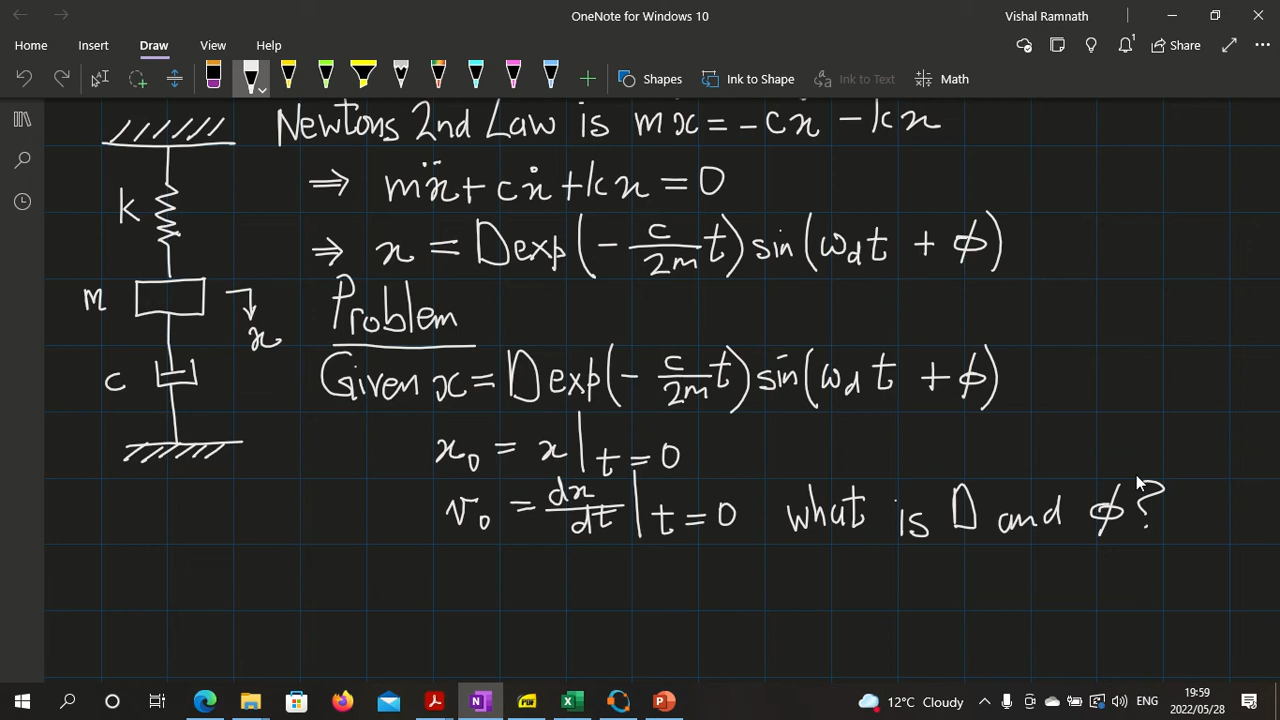 OneNote for Windows 10
Vishal Ramnath
Home Insert Draw View Help
Share
Shapes Ink to Shape Ink to Text Math
Newtons 2nd Law is mẍ = -cẋ - kx
⇒ mẍ + cẋ + kx = 0
k
⇒ x = D exp(-c/2m t) sin(ω_d t + φ)
m
x
Problem
c
Given x = D exp(-c/2m t) sin(ω_d t + φ)
x₀ = x|t = 0
v₀ = dx/dt|t = 0 what is D and φ?
12°C Cloudy
ENG
19:59
2022/05/28